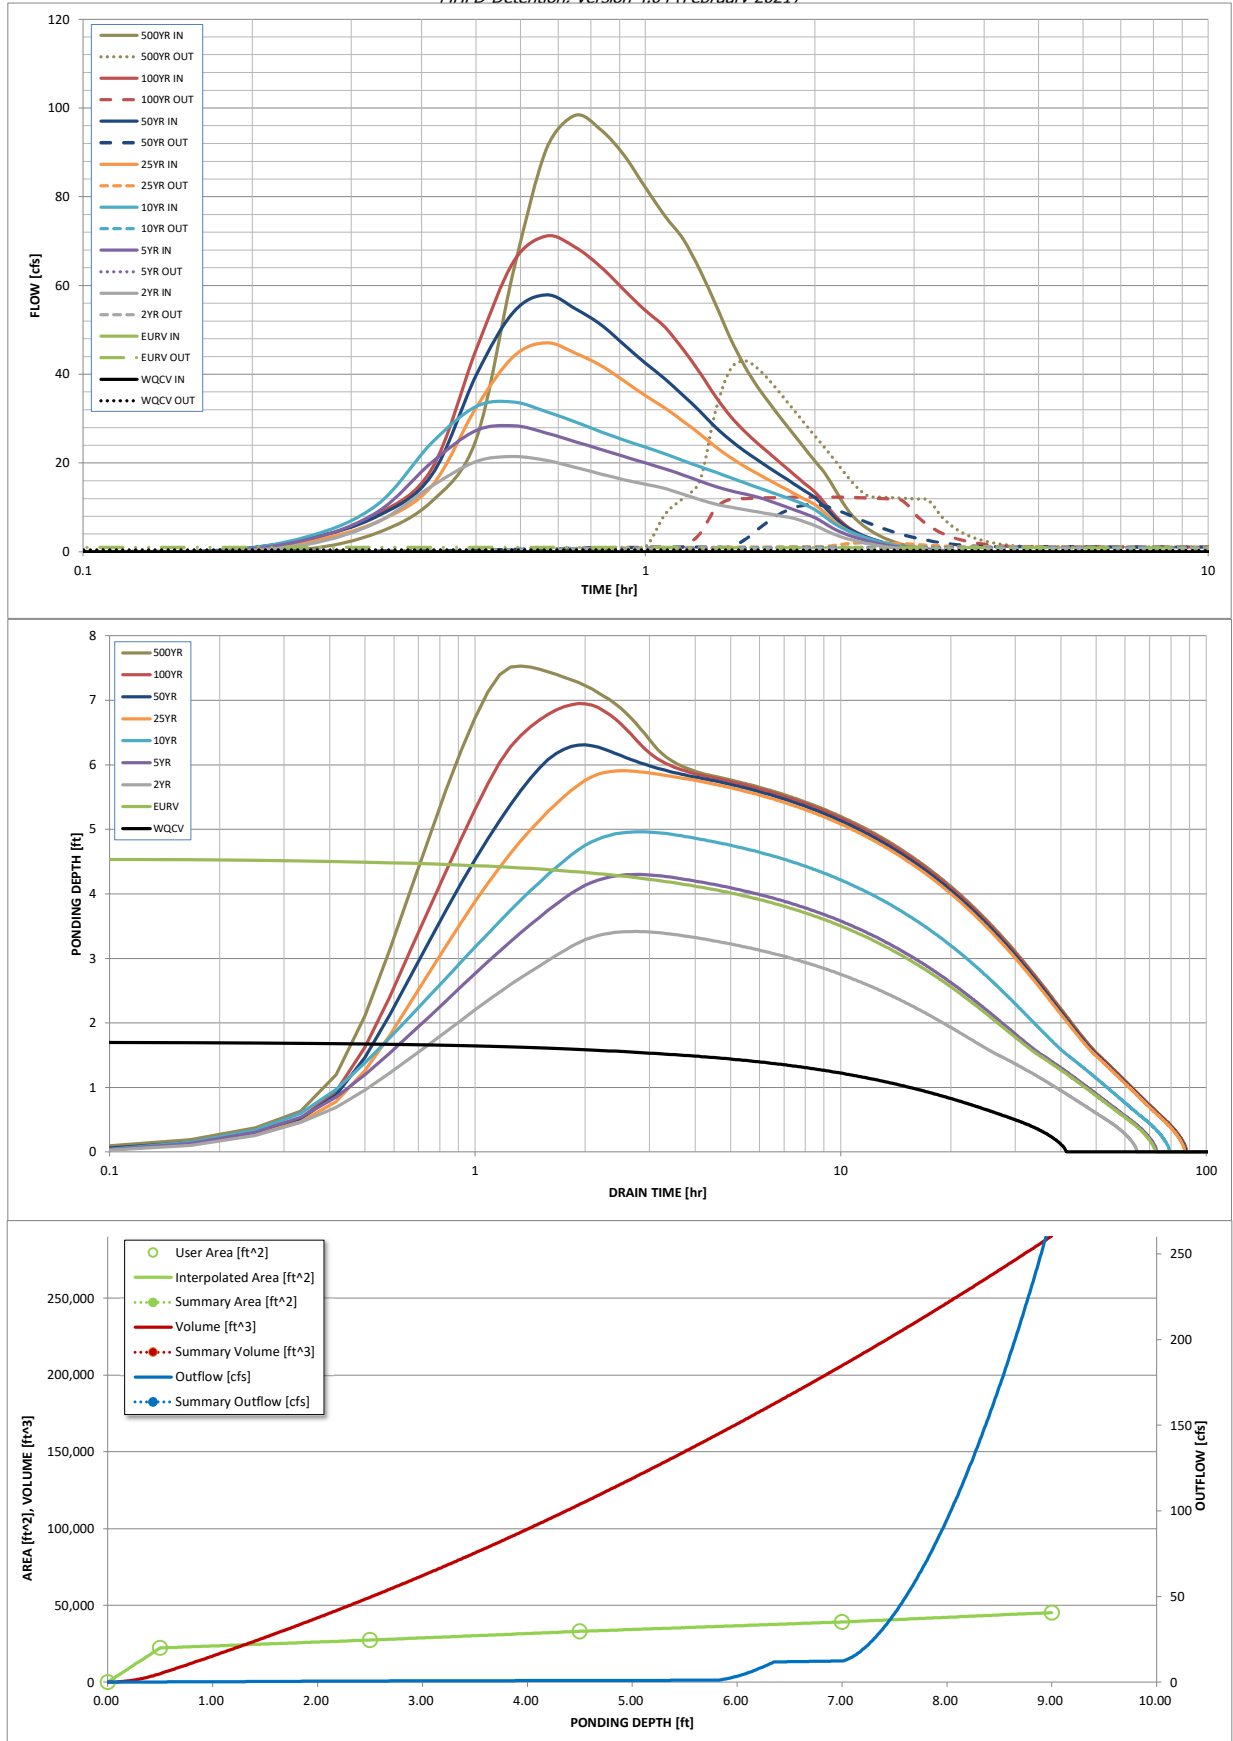 MHFD-Detention, Version 4.04 (February 2021)
120
100
80
60
40
20
0
FLOW [cfs]
500YR IN
500YR OUT
100YR IN
100YR OUT
50YR IN
50YR OUT
25YR IN
25YR OUT
10YR IN
10YR OUT
5YR IN
5YR OUT
2YR IN
2YR OUT
EURV IN
EURV OUT
WQCV IN
WQCV OUT
0.1 1 10
TIME [hr]
8
7
6
5
4
3
2
1
0
PONDING DEPTH [ft]
500YR
100YR
50YR
25YR
10YR
5YR
2YR
EURV
WQCV
0.1 1 10 100
DRAIN TIME [hr]
User Area [ft^2]
Interpolated Area [ft^2]
Summary Area [ft^2]
Volume [ft^3]
Summary Volume [ft^3]
Outflow [cfs]
Summary Outflow [cfs]
250,000
200,000
150,000
100,000
50,000
0
AREA [ft^2], VOLUME [ft^3]
250
200
150
100
50
0
OUTFLOW [cfs]
0.00 1.00 2.00 3.00 4.00 5.00 6.00 7.00 8.00 9.00 10.00
PONDING DEPTH [ft]